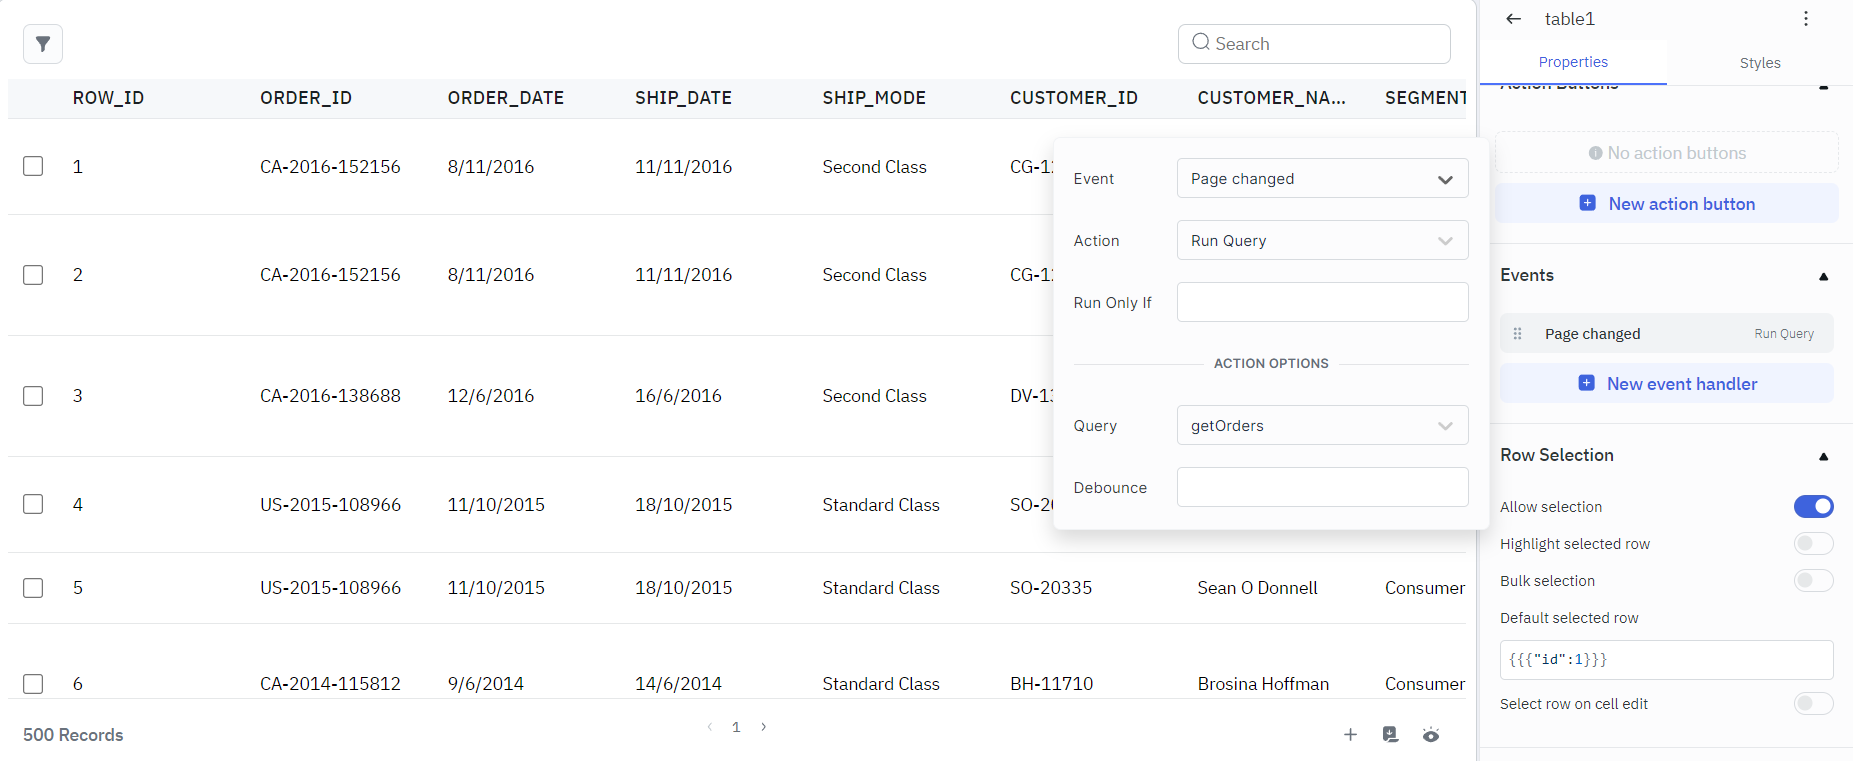 Search
ROW_ID ORDER_ID ORDER_DATE SHIP_DATE SHIP_MODE CUSTOMER_ID CUSTOMER_NA... SEGMENT
1 CA-2016-152156 8/11/2016 11/11/2016 Second Class CG-1
2 CA-2016-152156 8/11/2016 11/11/2016 Second Class CG-1
3 CA-2016-138688 12/6/2016 16/6/2016 Second Class DV-1
4 US-2015-108966 11/10/2015 18/10/2015 Standard Class SO-2
5 US-2015-108966 11/10/2015 18/10/2015 Standard Class SO-20335 Sean O Donnell Consumer
6 CA-2014-115812 9/6/2014 14/6/2014 Standard Class BH-11710 Brosina Hoffman Consumer
500 Records
1
Event Page changed
Action Run Query
Run Only If
ACTION OPTIONS
Query getOrders
Debounce
table1
Properties Styles
Action Buttons
No action buttons
New action button
Events
Page changed Run Query
New event handler
Row Selection
Allow selection
Highlight selected row
Bulk selection
Default selected row
{{{"id":1}}}
Select row on cell edit